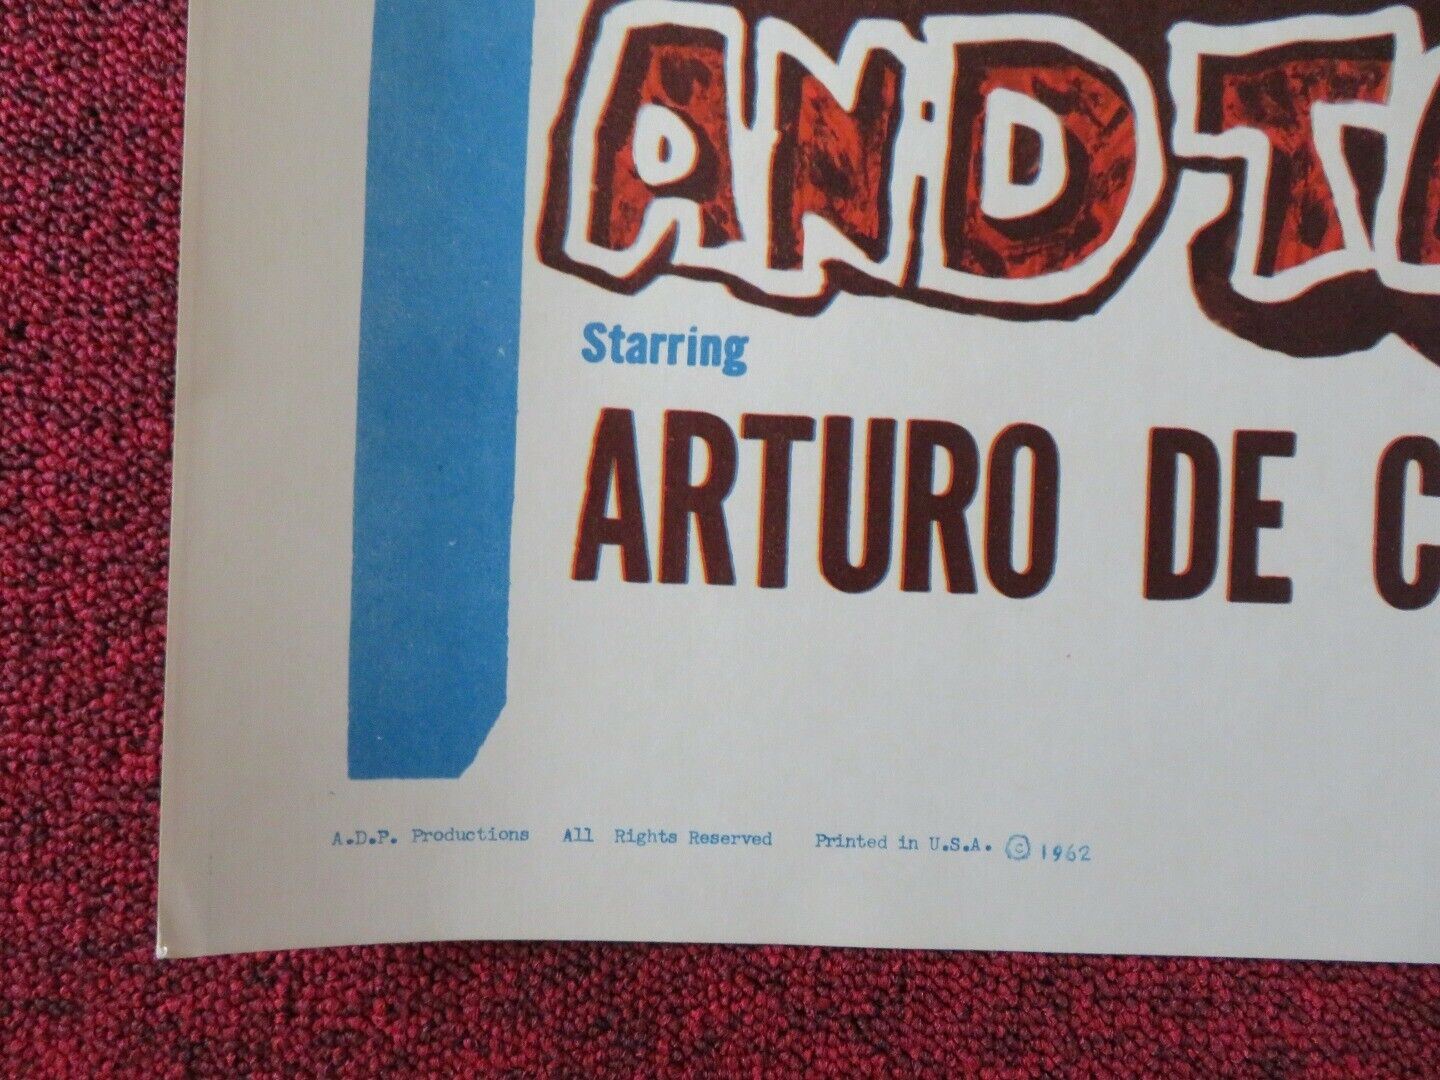 AND
Starring
ARTURO DE
A.D.P. Productions All Rights Reserved Printed in U.S.A. © 1962